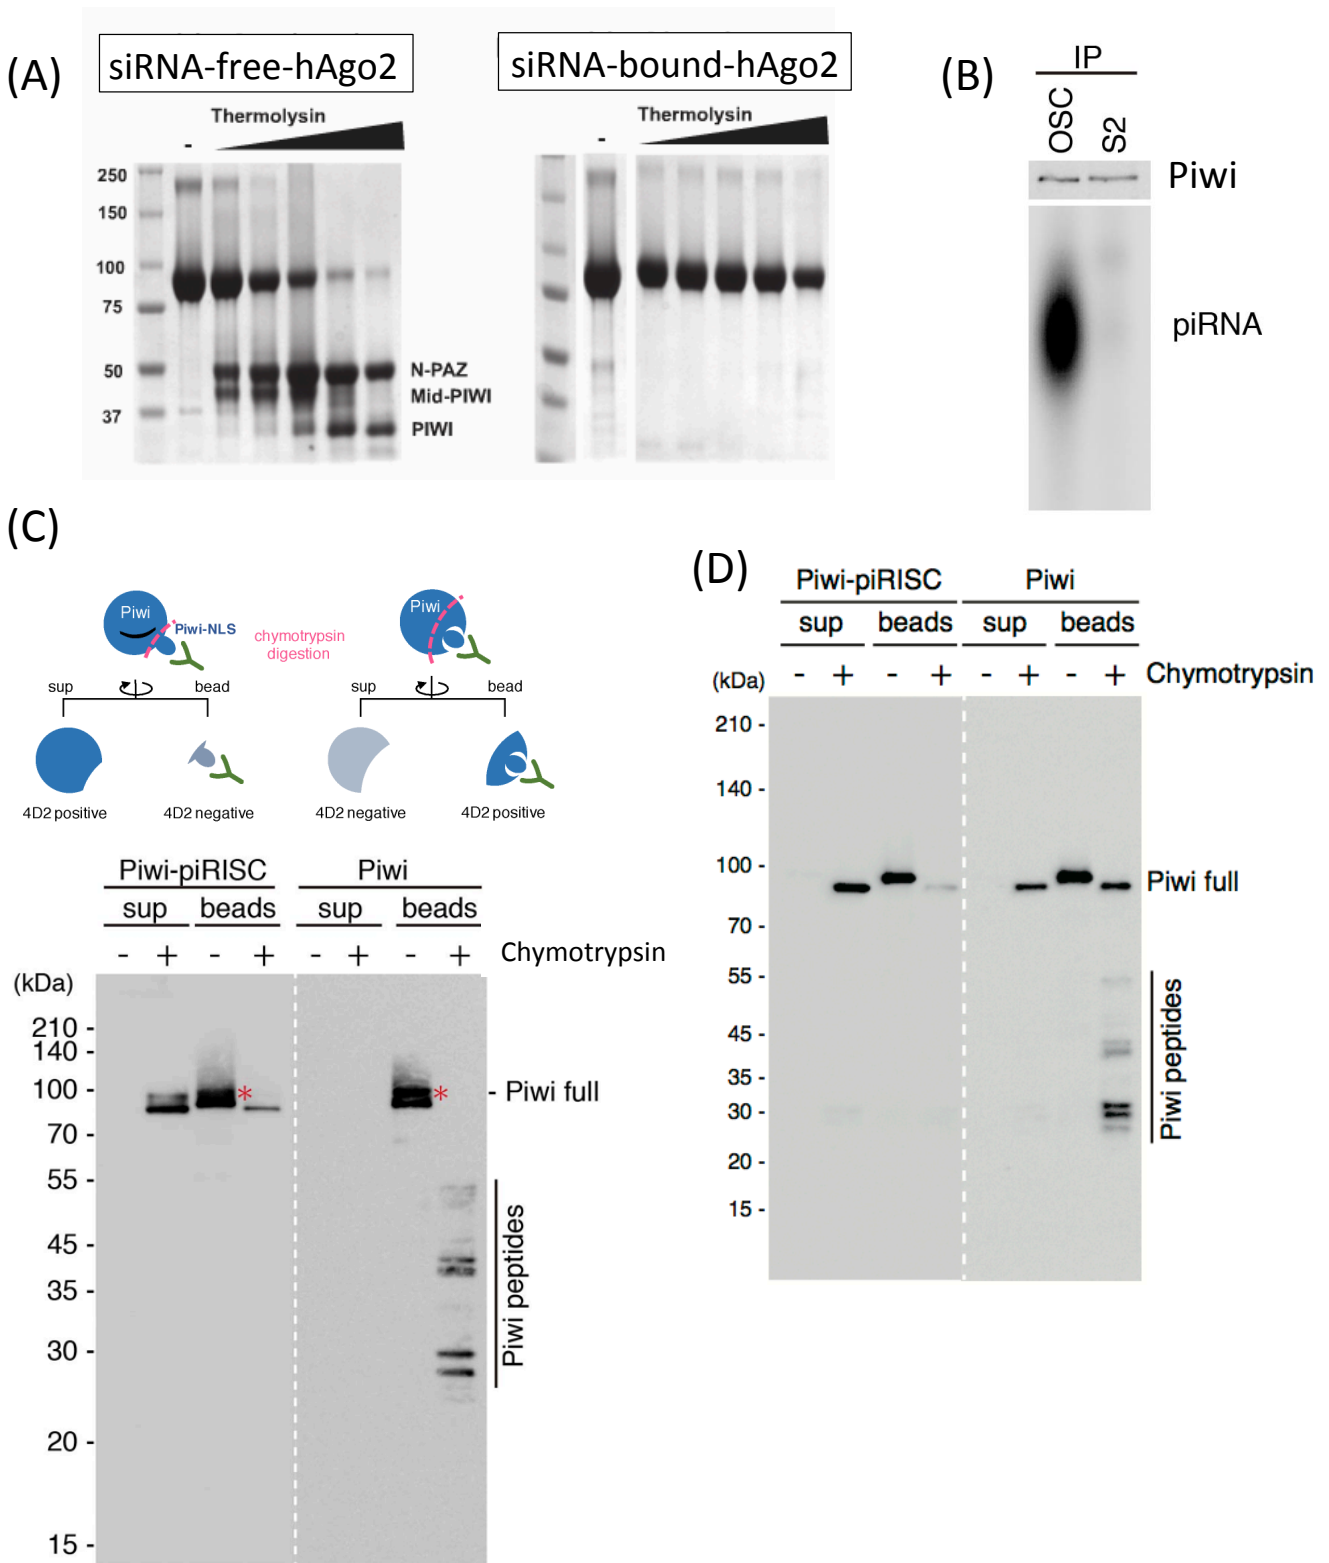 (A)
siRNA-free-hAgo2
siRNA-bound-hAgo2
Thermolysin
-
Thermolysin
-
250
150
100
75
50
37
N-PAZ
Mid-PIWI
PIWI
(B)
IP
OSC
S2
Piwi
piRNA
(C)
Piwi
Piwi-NLS
chymotrypsin
digestion
Piwi
sup
bead
sup
bead
4D2 positive
4D2 negative
4D2 negative
4D2 positive
Piwi-piRISC
Piwi
sup
beads
sup
beads
- + - + - + - + Chymotrypsin
(kDa)
210 -
140 -
100 -
70 -
55 -
45 -
35 -
30 -
20 -
15 -
*
*
- Piwi full
Piwi peptides
(D)
Piwi-piRISC
Piwi
sup
beads
sup
beads
(kDa) - + - + - + - + Chymotrypsin
210 -
140 -
100 -
70 -
55 -
45 -
35 -
30 -
20 -
15 -
Piwi full
Piwi peptides